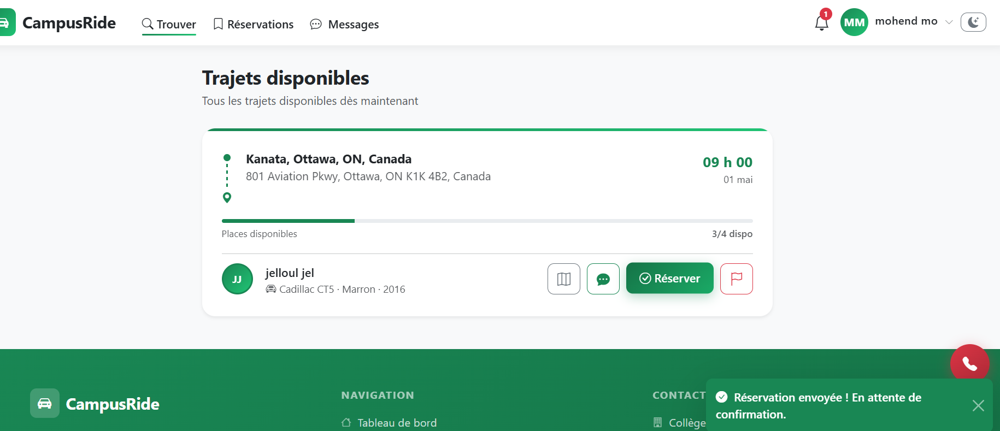 CampusRide
Trouver
Réservations
Messages
1
MM
mohend mo
Trajets disponibles
Tous les trajets disponibles dès maintenant
Kanata, Ottawa, ON, Canada
801 Aviation Pkwy, Ottawa, ON K1K 4B2, Canada
09 h 00
01 mai
Places disponibles
3/4 dispo
JJ
jelloul jel
Cadillac CT5 · Marron · 2016
Réserver
CampusRide
NAVIGATION
Tableau de bord
CONTACT
Collège
Réservation envoyée ! En attente de
confirmation.